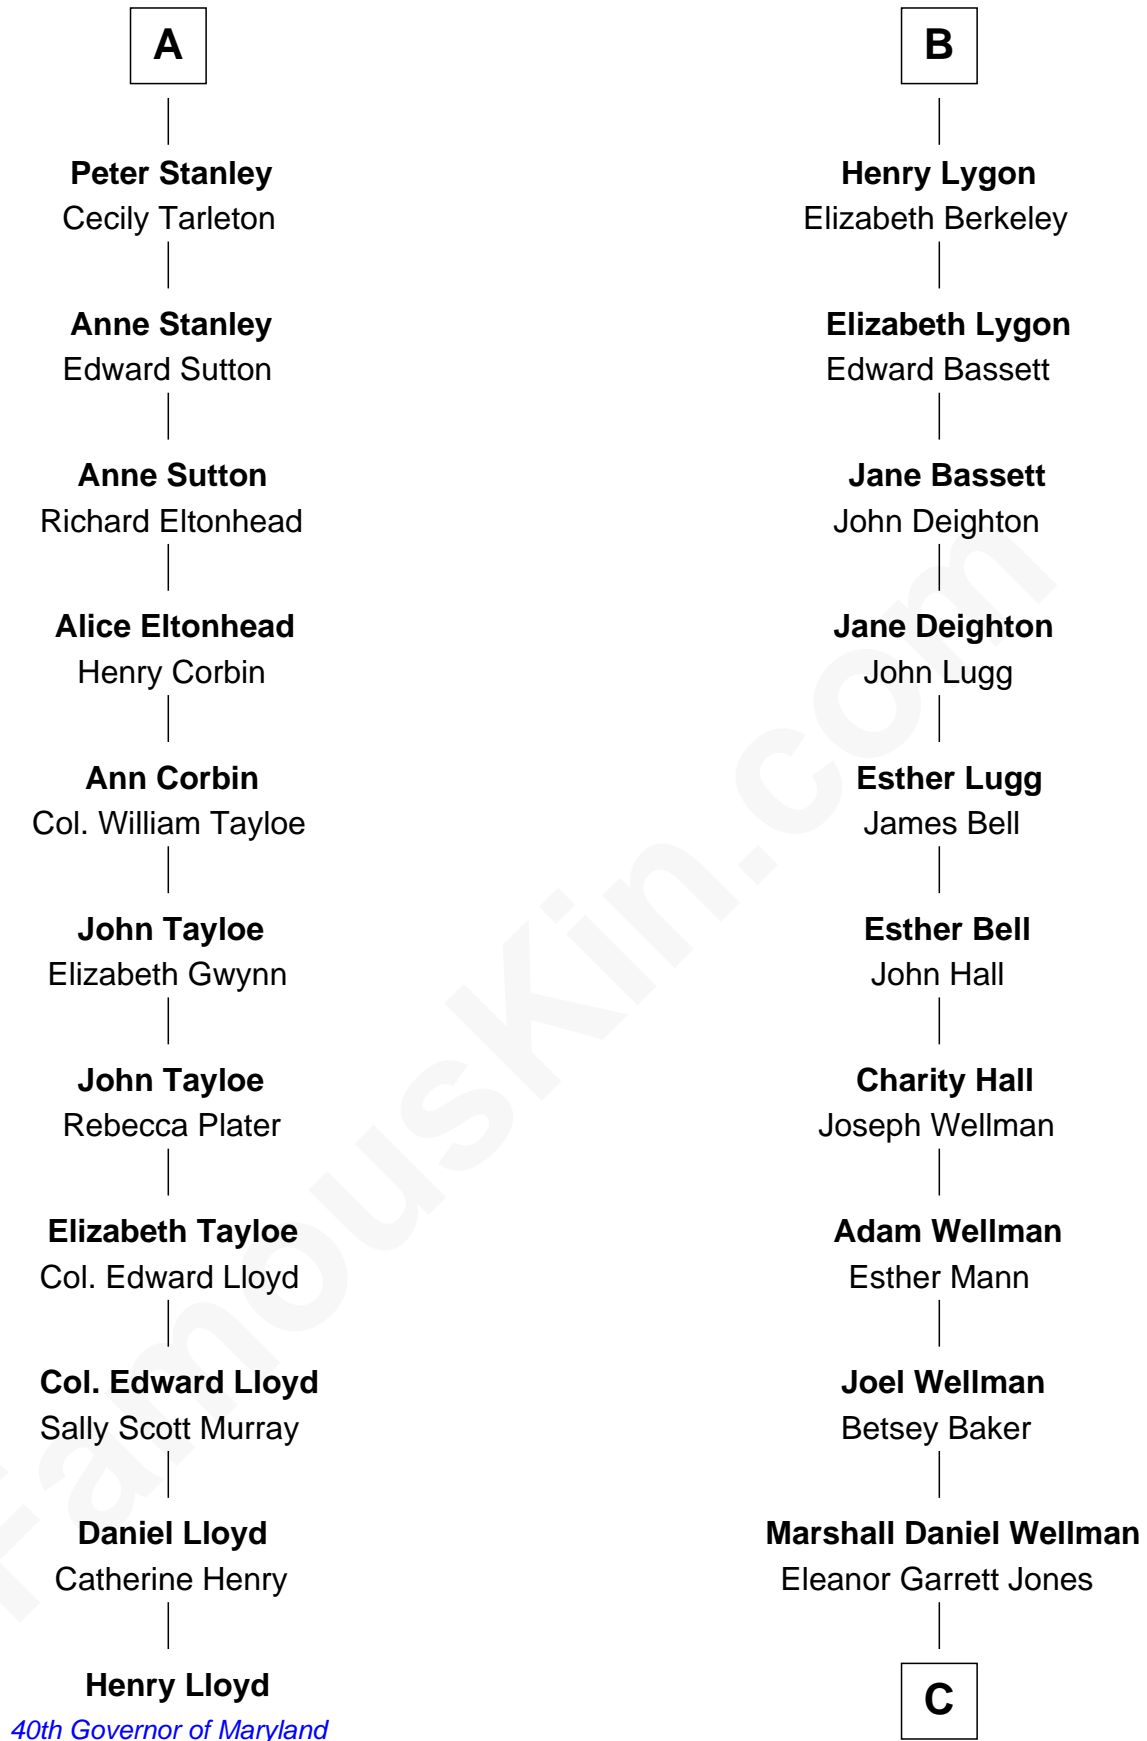 A
Peter Stanley
Cecily Tarleton
Anne Stanley
Edward Sutton
Anne Sutton
Richard Eltonhead
Alice Eltonhead
Henry Corbin
Ann Corbin
Col. William Tayloe
John Tayloe
Elizabeth Gwynn
John Tayloe
Rebecca Plater
Elizabeth Tayloe
Col. Edward Lloyd
Col. Edward Lloyd
Sally Scott Murray
Daniel Lloyd
Catherine Henry
Henry Lloyd
40th Governor of Maryland
B
Henry Lygon
Elizabeth Berkeley
Elizabeth Lygon
Edward Bassett
Jane Bassett
John Deighton
Jane Deighton
John Lugg
Esther Lugg
James Bell
Esther Bell
John Hall
Charity Hall
Joseph Wellman
Adam Wellman
Esther Mann
Joel Wellman
Betsey Baker
Marshall Daniel Wellman
Eleanor Garrett Jones
C
FamousKin.com